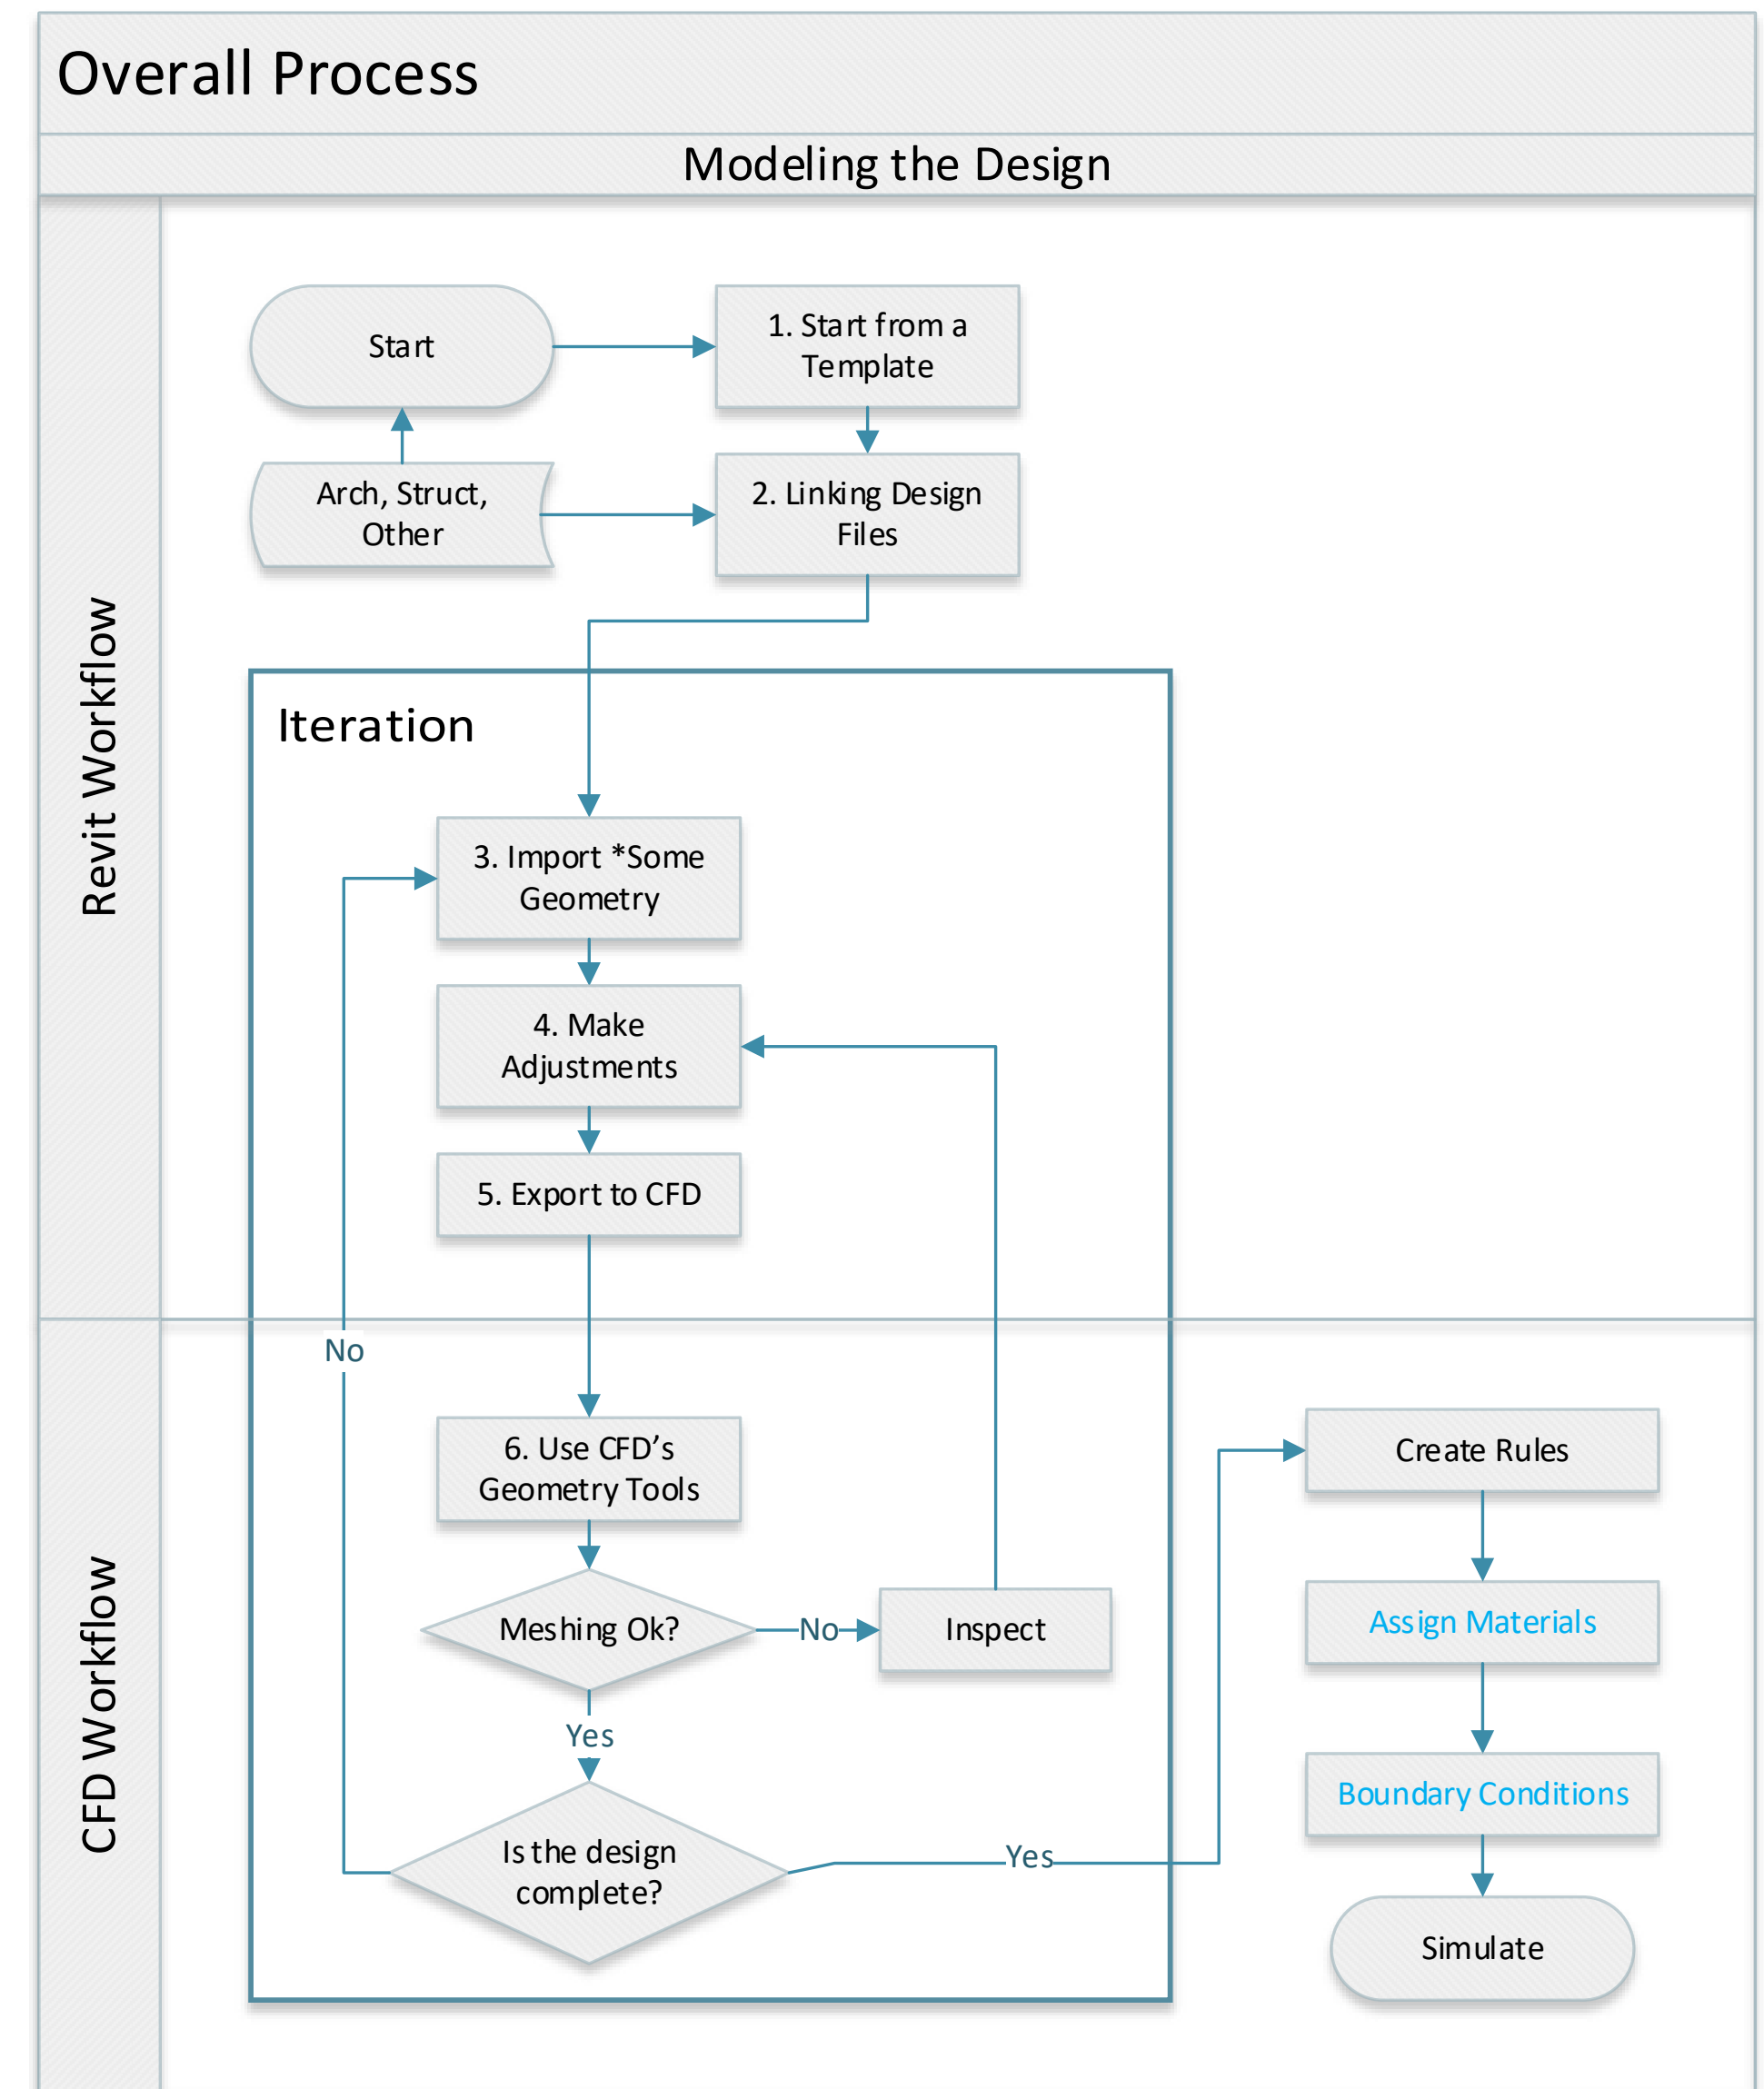 Overall Process
Modeling the Design
Revit Workflow
Start
1. Start from a
Template
Arch, Struct,
Other
2. Linking Design
Files
Iteration
3. Import *Some
Geometry
4. Make
Adjustments
5. Export to CFD
CFD Workflow
No
6. Use CFD’s
Geometry Tools
Meshing Ok?
No
Inspect
Yes
Is the design
complete?
Yes
Create Rules
Assign Materials
Boundary Conditions
Simulate